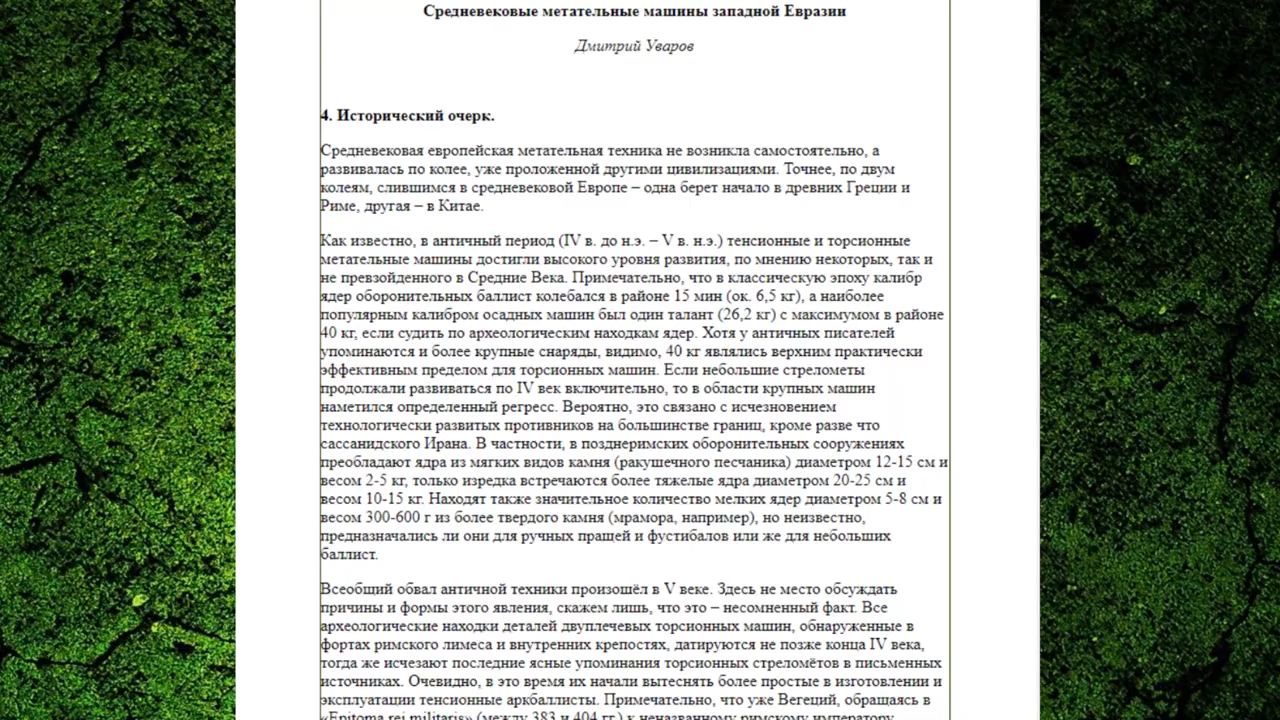 Средневековые метательные машины западной Евразии
Дмитрий Уваров
4. Исторический очерк.
Средневековая европейская метательная техника не возникла самостоятельно, а
развивалась по колее, уже проложенной другими цивилизациями. Точнее, по двум
колеям, слившимся в средневековой Европе – одна берет начало в древних Греции и
Риме, другая – в Китае.
Как известно, в античный период (IV в. до н.э. – V в. н.э.) тенсионные и торсионные
метательные машины достигли высокого уровня развития, по мнению некоторых, так и
не превзойденного в Средние Века. Примечательно, что в классическую эпоху калибр
ядер оборонительных баллист колебался в районе 15 мин (ок. 6,5 кг), а наиболее
популярным калибром осадных машин был один талант (26,2 кг) с максимумом в районе
40 кг, если судить по археологическим находкам ядер. Хотя у античных писателей
упоминаются и более крупные снаряды, видимо, 40 кг являлись верхним практически
эффективным пределом для торсионных машин. Если небольшие стрелометы
продолжали развиваться по IV век включительно, то в области крупных машин
наметился определенный регресс. Вероятно, это связано с исчезновением
технологически развитых противников на большинстве границ, кроме разве что
сассанидского Ирана. В частности, в позднеримских оборонительных сооружениях
преобладают ядра из мягких видов камня (ракушечного песчаника) диаметром 12-15 см и
весом 2-5 кг, только изредка встречаются более тяжелые ядра диаметром 20-25 см и
весом 10-15 кг. Находят также значительное количество мелких ядер диаметром 5-8 см и
весом 300-600 г из более твердого камня (мрамора, например), но неизвестно,
предназначались ли они для ручных пращей и фустибалов или же для небольших
баллист.
Всеобщий обвал античной техники произошёл в V веке. Здесь не место обсуждать
причины и формы этого явления, скажем лишь, что это – несомненный факт. Все
археологические находки деталей двуплечевых торсионных машин, обнаруженные в
фортах римского лимеса и внутренних крепостях, датируются не позже конца IV века,
тогда же исчезают последние ясные упоминания торсионных стреломётов в письменных
источниках. Очевидно, в это время их начали вытеснять более простые в изготовлении и
эксплуатации тенсионные аркбаллисты. Примечательно, что уже Вегеций, обращаясь в
«Epitoma rei militaris» (между 383 и 404 гг.) к неназванному римскому императору,